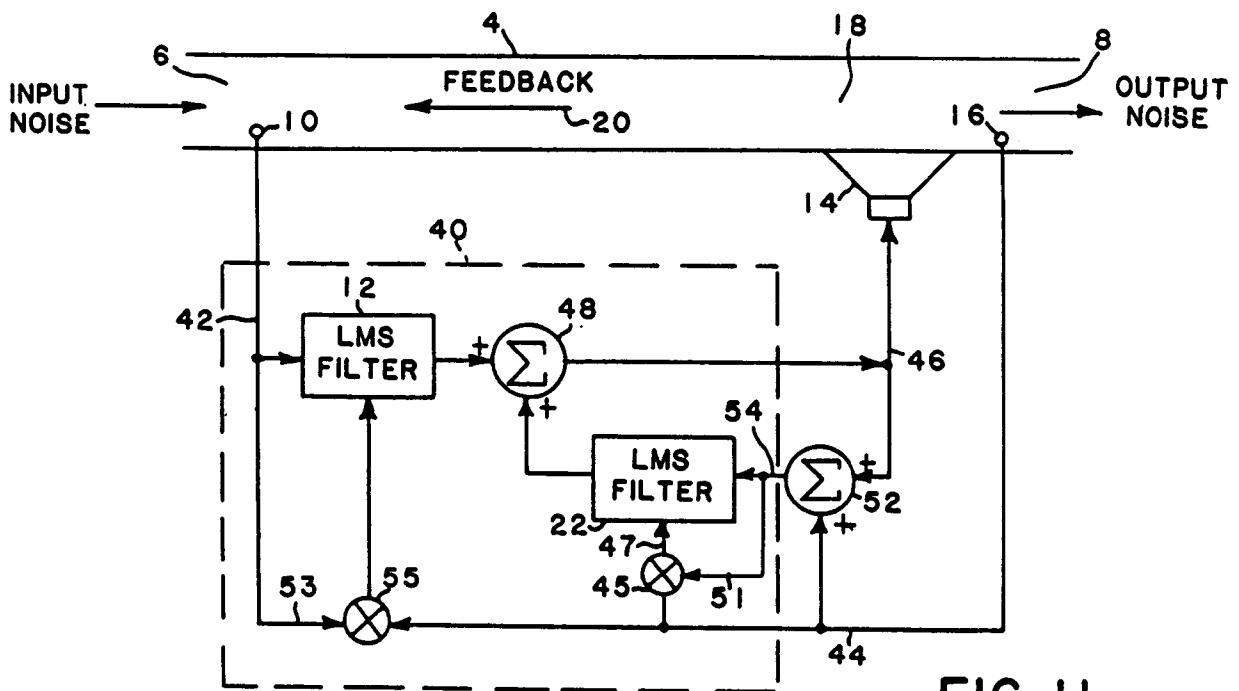 4
18
6
8
FEEDBACK
INPUT
NOISE
OUTPUT
NOISE
10
20
16
14
40
12
42
LMS
FILTER
+
Σ
48
+
46
54
LMS
FILTER
Σ
+
52
+
22
47
45
51
53
55
44
FIG. 11